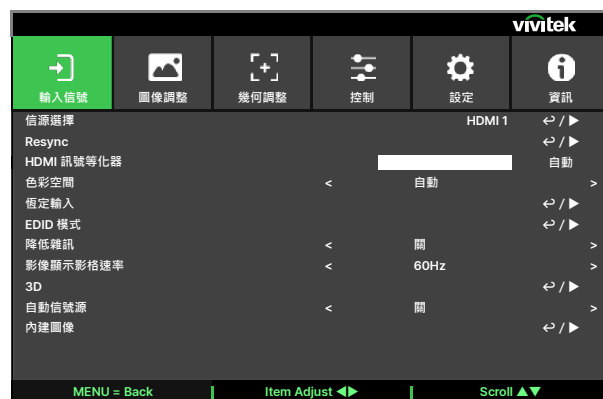 vivitek
輸入信號 圖像調整 幾何調整 控制 設定 資訊
信源選擇 HDMI 1 ↵ / ▶
Resync ↵ / ▶
HDMI 訊號等化器 自動
色彩空間 < 自動 >
恆定輸入 ↵ / ▶
EDID 模式 ↵ / ▶
降低雜訊 < 關 >
影像顯示影格速率 < 60Hz >
3D ↵ / ▶
自動信號源 < 關 >
內建圖像 ↵ / ▶
MENU = Back Item Adjust ◀▶ Scroll ▲▼